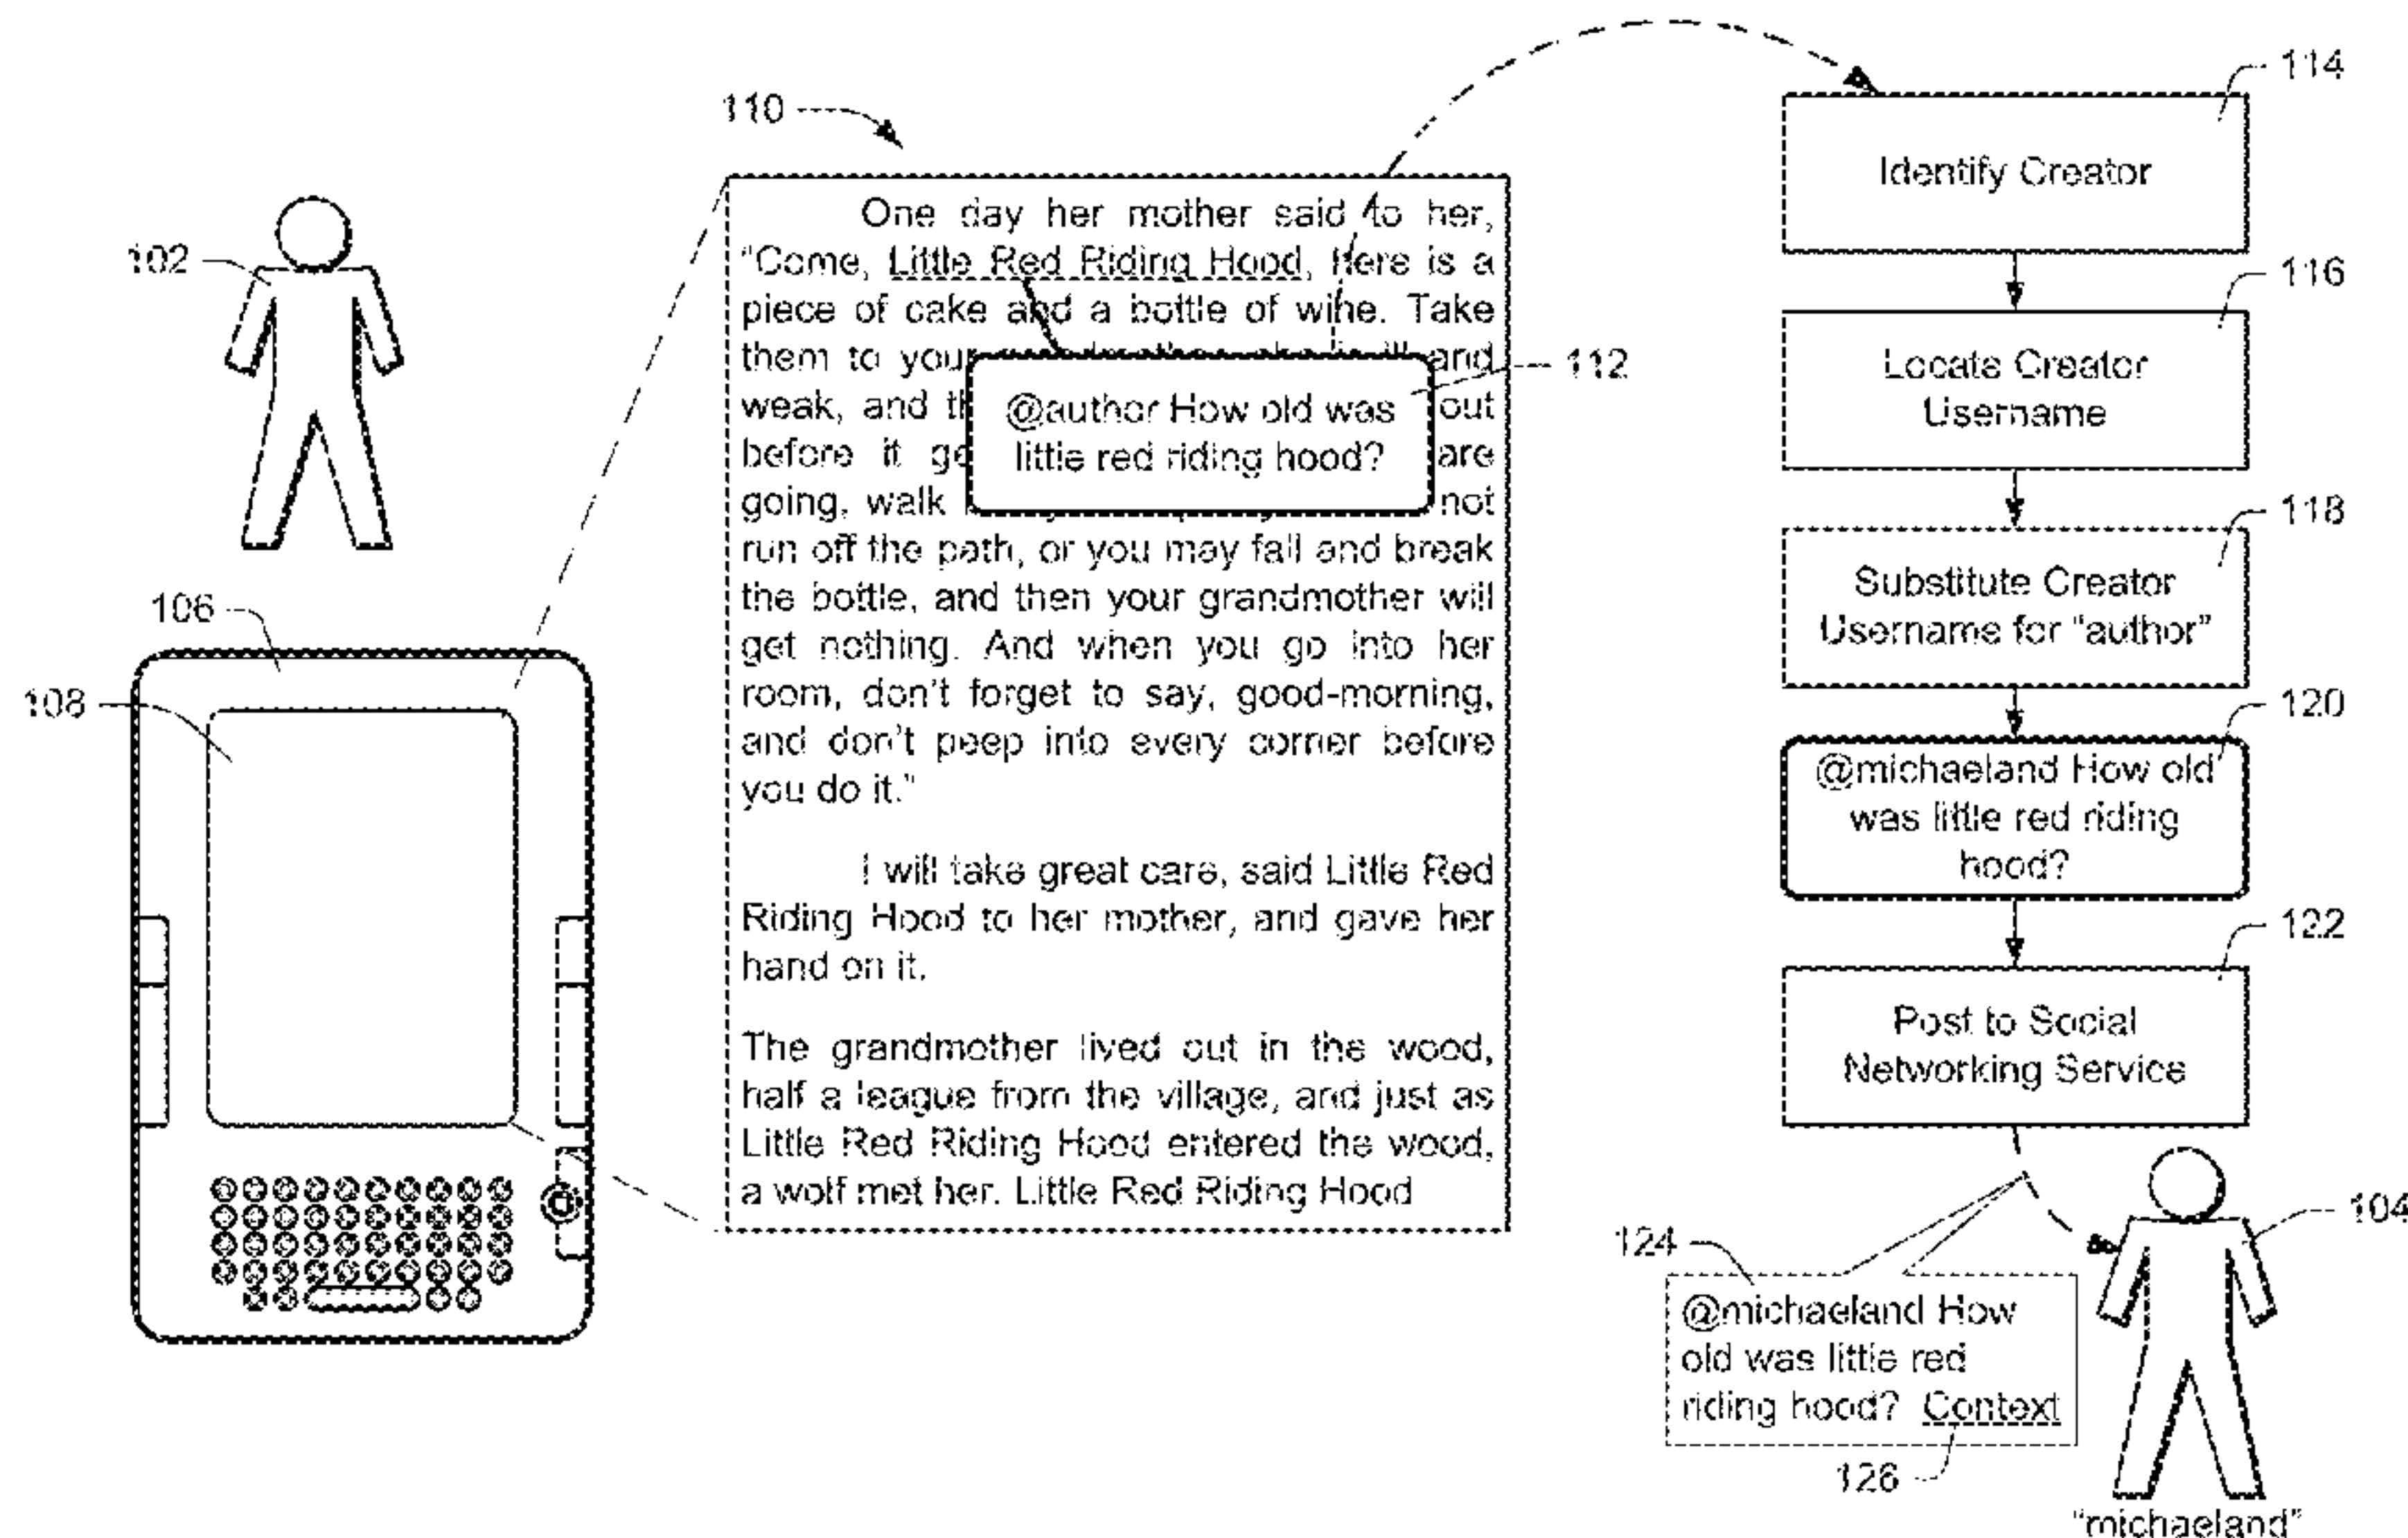 102
106
108
110
One day her mother said to her,
“Come, Little Red Riding Hood, here is a
piece of cake and a bottle of wine. Take
them to your and
weak, and out
before it are
going, walk not
run off the path, or you may fall and break
the bottle, and then your grandmother will
get nothing. And when you go into her
room, don't forget to say, good-morning,
and don't peep into every corner before
you do it.”
I will take great care, said Little Red
Riding Hood to her mother, and gave her
hand on it.
The grandmother lived out in the wood,
half a league from the village, and just as
Little Red Riding Hood entered the wood,
a wolf met her. Little Red Riding Hood
@author How old was
little red riding hood?
112
114
Identify Creator
116
Locate Creator
Username
118
Substitute Creator
Username for “author”
120
@michaeland How old
was little red riding
hood?
122
Post to Social
Networking Service
104
124
@michaeland How
old was little red
riding hood? Context
126
“michaeland”